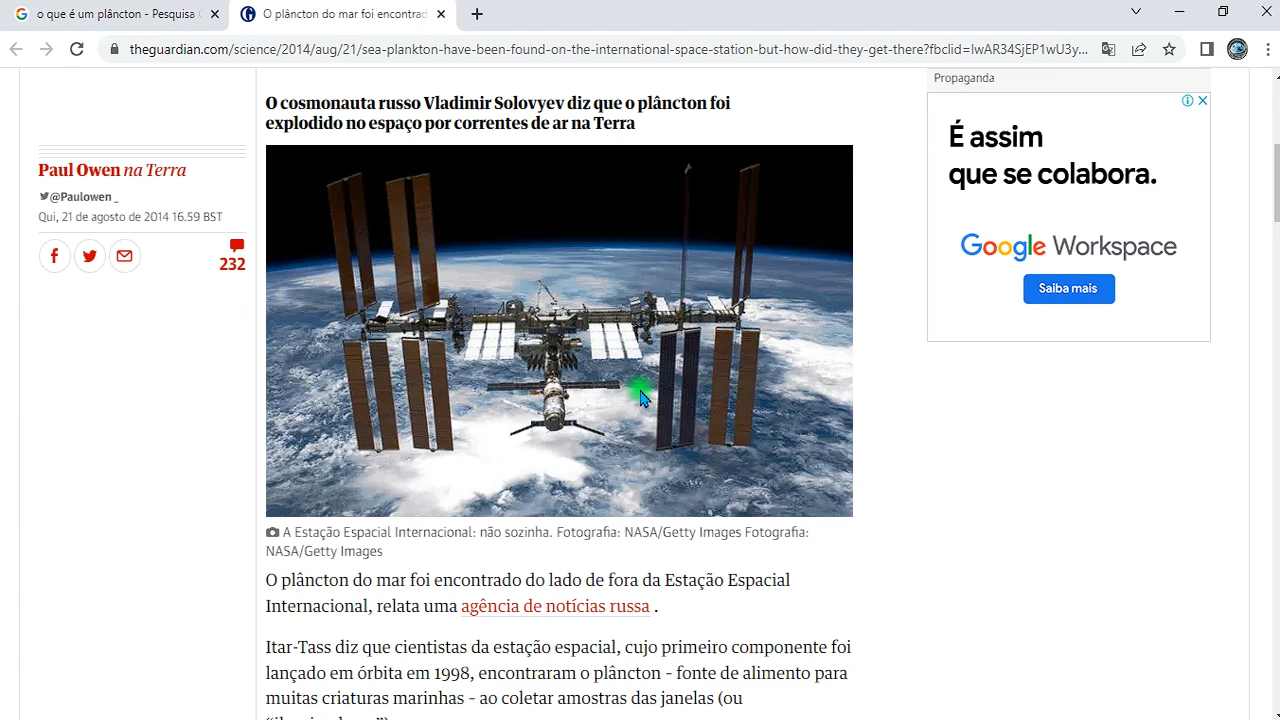 o que é um plâncton - Pesquisa
O plâncton do mar foi encontrad
theguardian.com/science/2014/aug/21/sea-plankton-have-been-found-on-the-international-space-station-but-how-did-they-get-there?fbclid=IwAR34SjEP1wU3y...
Propaganda
O cosmonauta russo Vladimir Solovyev diz que o plâncton foi
explodido no espaço por correntes de ar na Terra
Paul Owen na Terra
@Paulowen _
Qui, 21 de agosto de 2014 16.59 BST
232
É assim
que se colabora.
Google Workspace
Saiba mais
A Estação Espacial Internacional: não sozinha. Fotografia: NASA/Getty Images Fotografia:
NASA/Getty Images
O plâncton do mar foi encontrado do lado de fora da Estação Espacial
Internacional, relata uma agência de notícias russa .
Itar-Tass diz que cientistas da estação espacial, cujo primeiro componente foi
lançado em órbita em 1998, encontraram o plâncton – fonte de alimento para
muitas criaturas marinhas – ao coletar amostras das janelas (ou